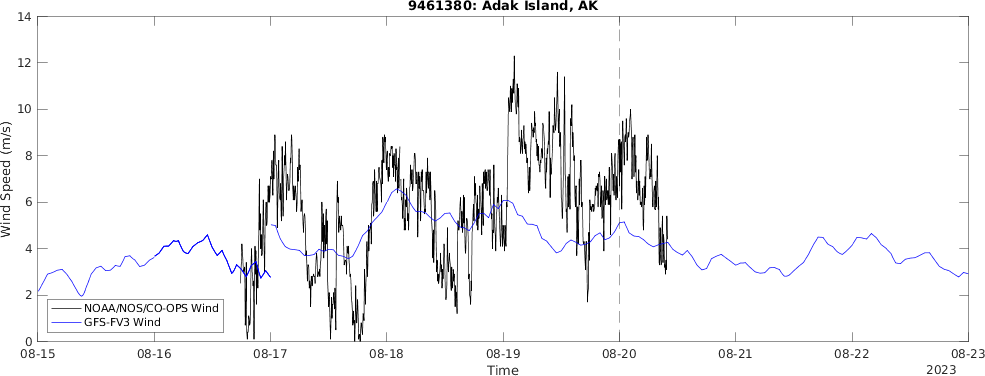 9461380: Adak Island, AK
Wind Speed (m/s)
14
12
10
8
6
4
2
0
NOAA/NOS/CO-OPS Wind
GFS-FV3 Wind
08-15 08-16 08-17 08-18 08-19 08-20 08-21 08-22 08-23
Time
2023